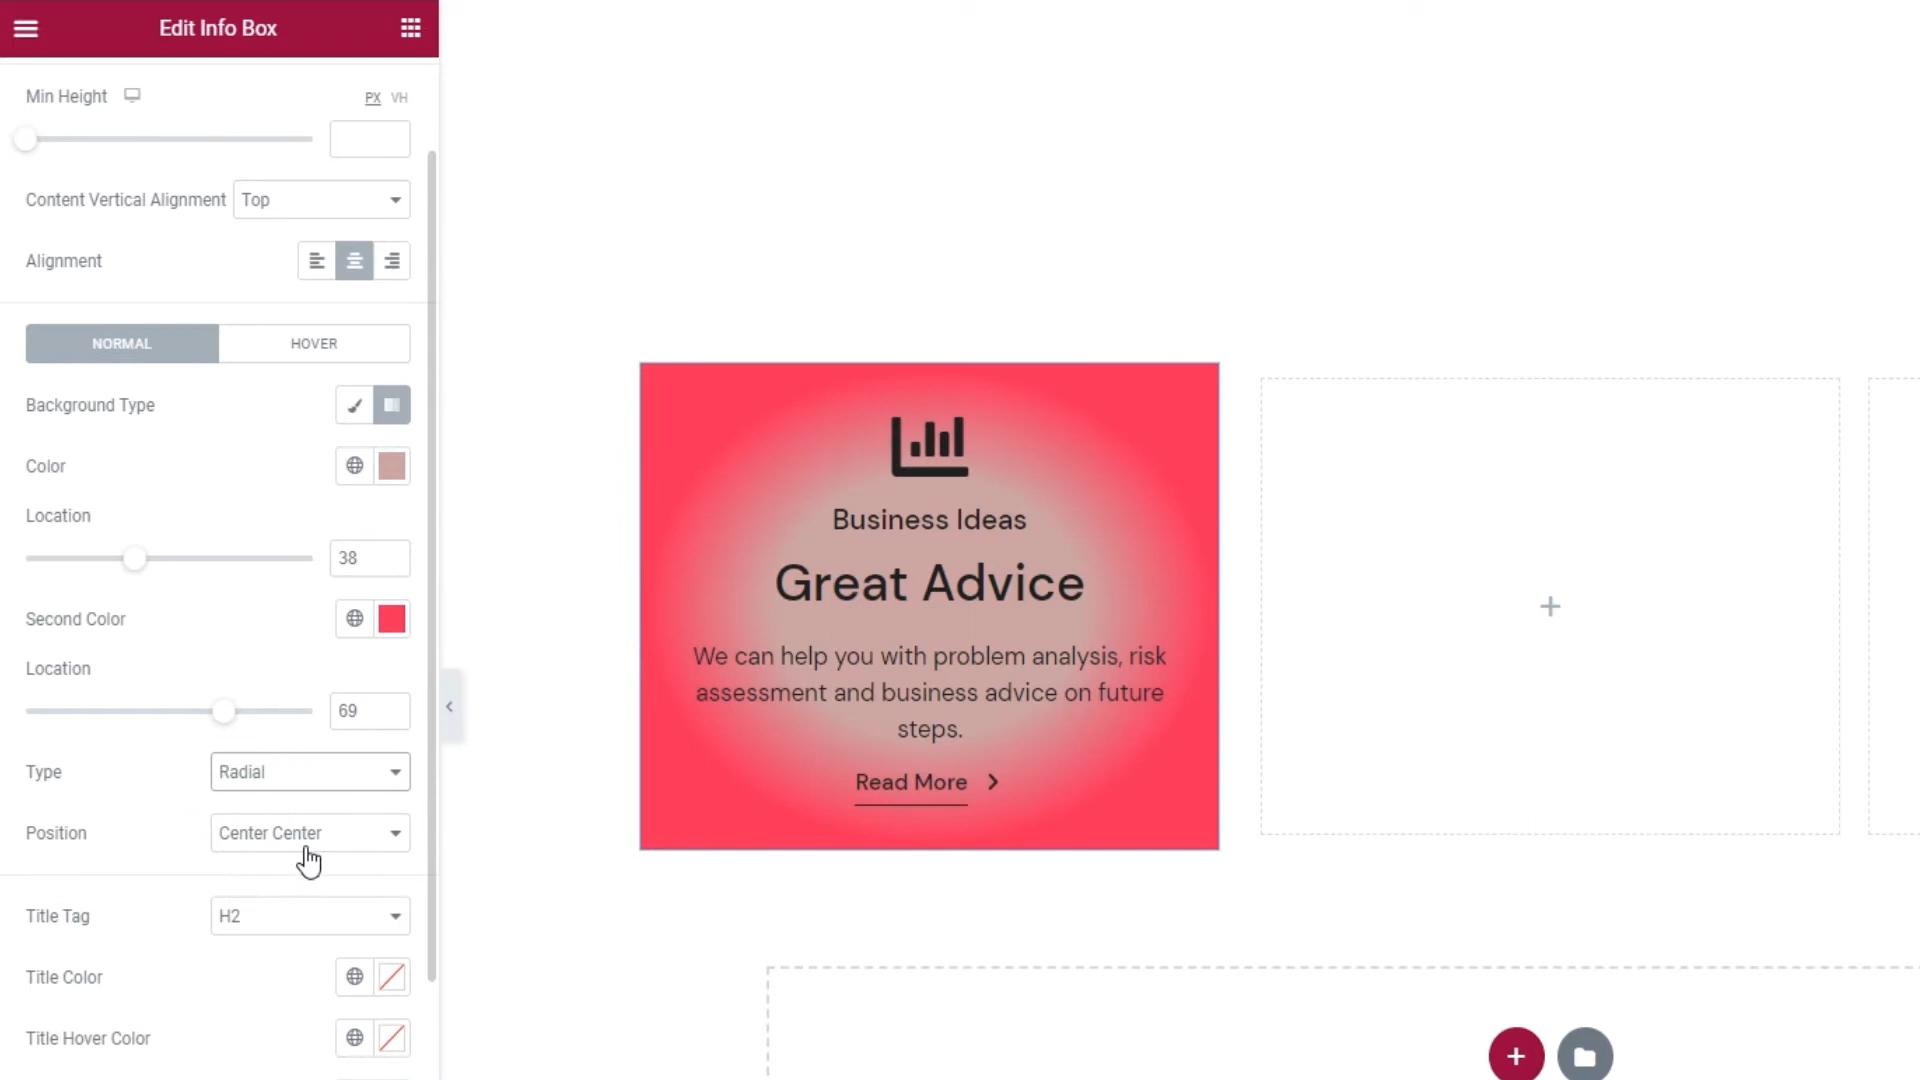 Edit Info Box
Min Height
PX VH
Content Vertical Alignment Top
Alignment
NORMAL HOVER
Background Type
Color
Location
38
Second Color
Location
69
Type Radial
Position Center Center
Title Tag H2
Title Color
Title Hover Color
Business Ideas
Great Advice
We can help you with problem analysis, risk
assessment and business advice on future
steps.
Read More